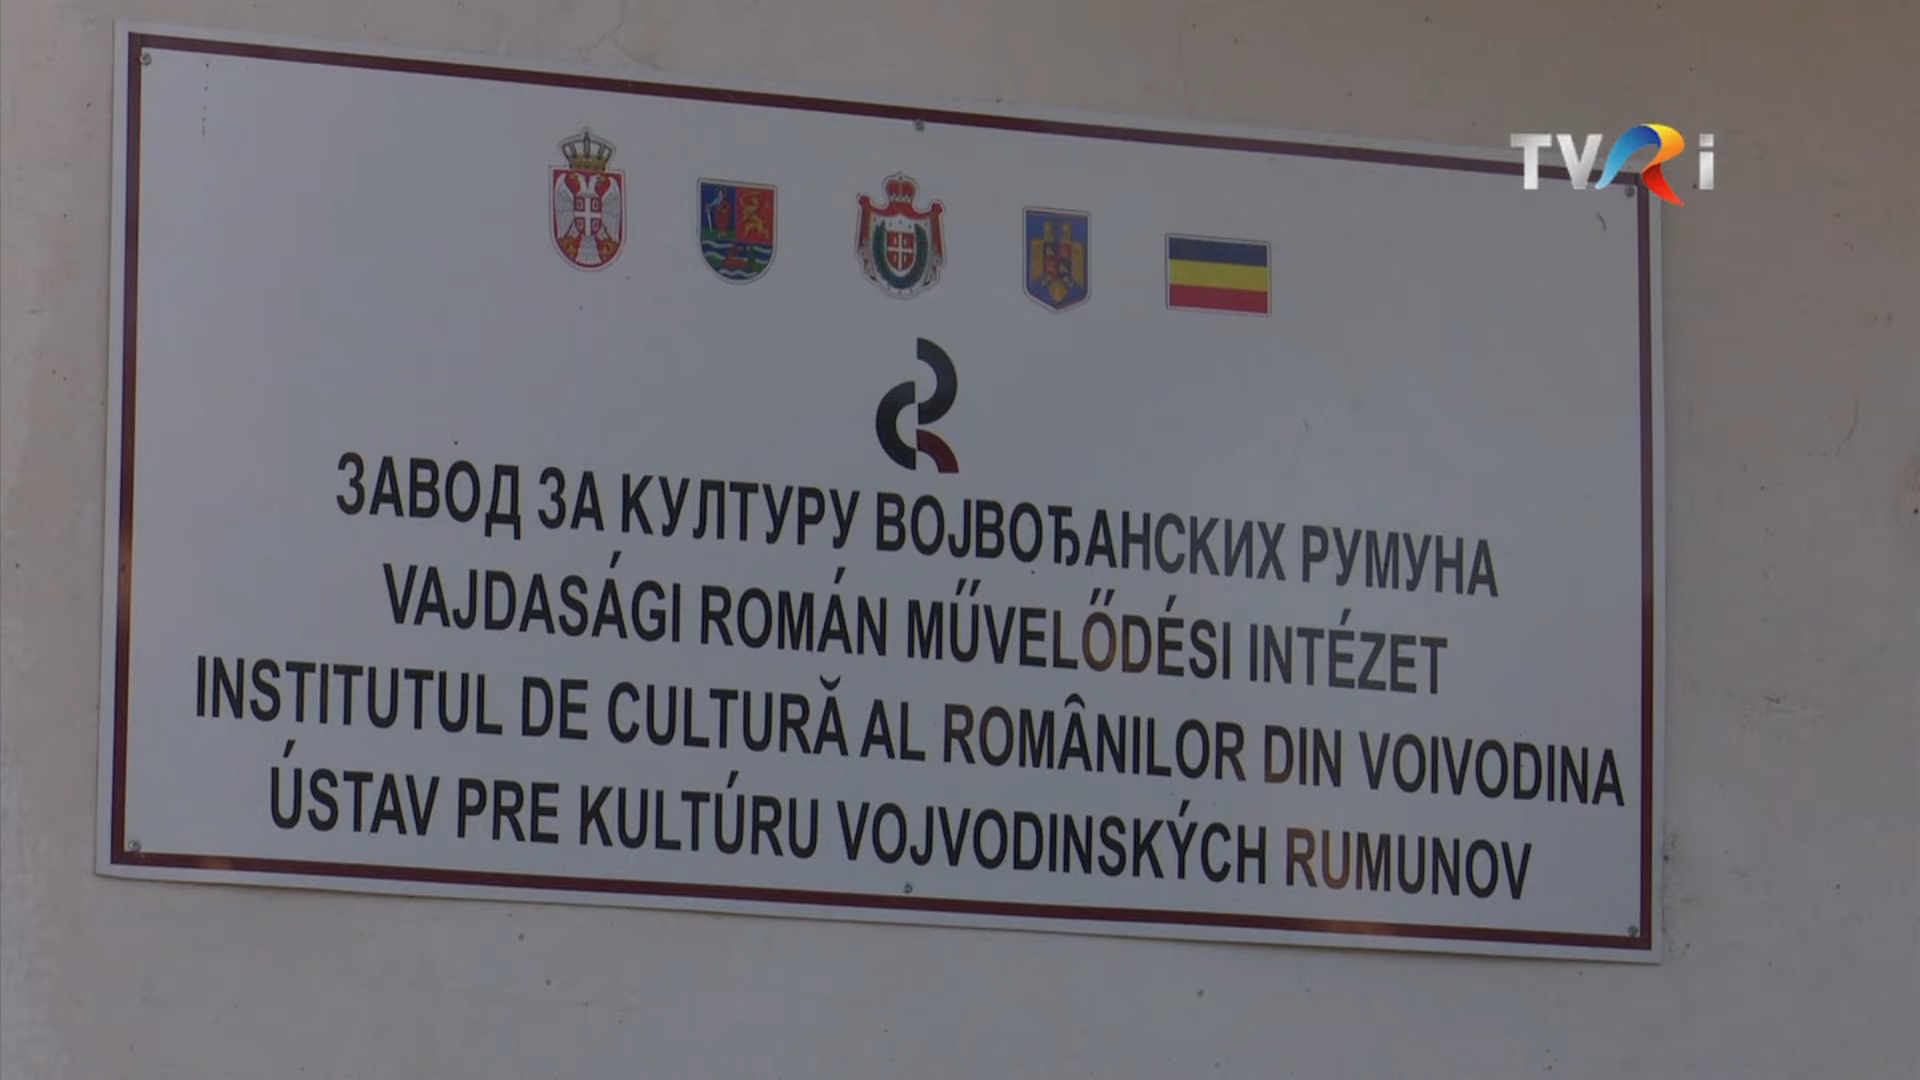 TVRi
ЗАВОД ЗА КУЛТУРУ ВОЈВОЂАНСКИХ РУМУНА
VAJDASÁGI ROMÁN MŰVELŐDÉSI INTÉZET
INSTITUTUL DE CULTURĂ AL ROMÂNILOR DIN VOIVODINA
ÚSTAV PRE KULTÚRU VOJVODINSKÝCH RUMUNOV